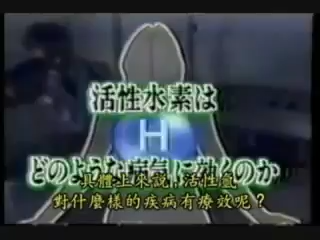 活性水素は
H
どのような病気に効くのか
具體上來說，活性氫
對什麼樣的疾病有療效呢？